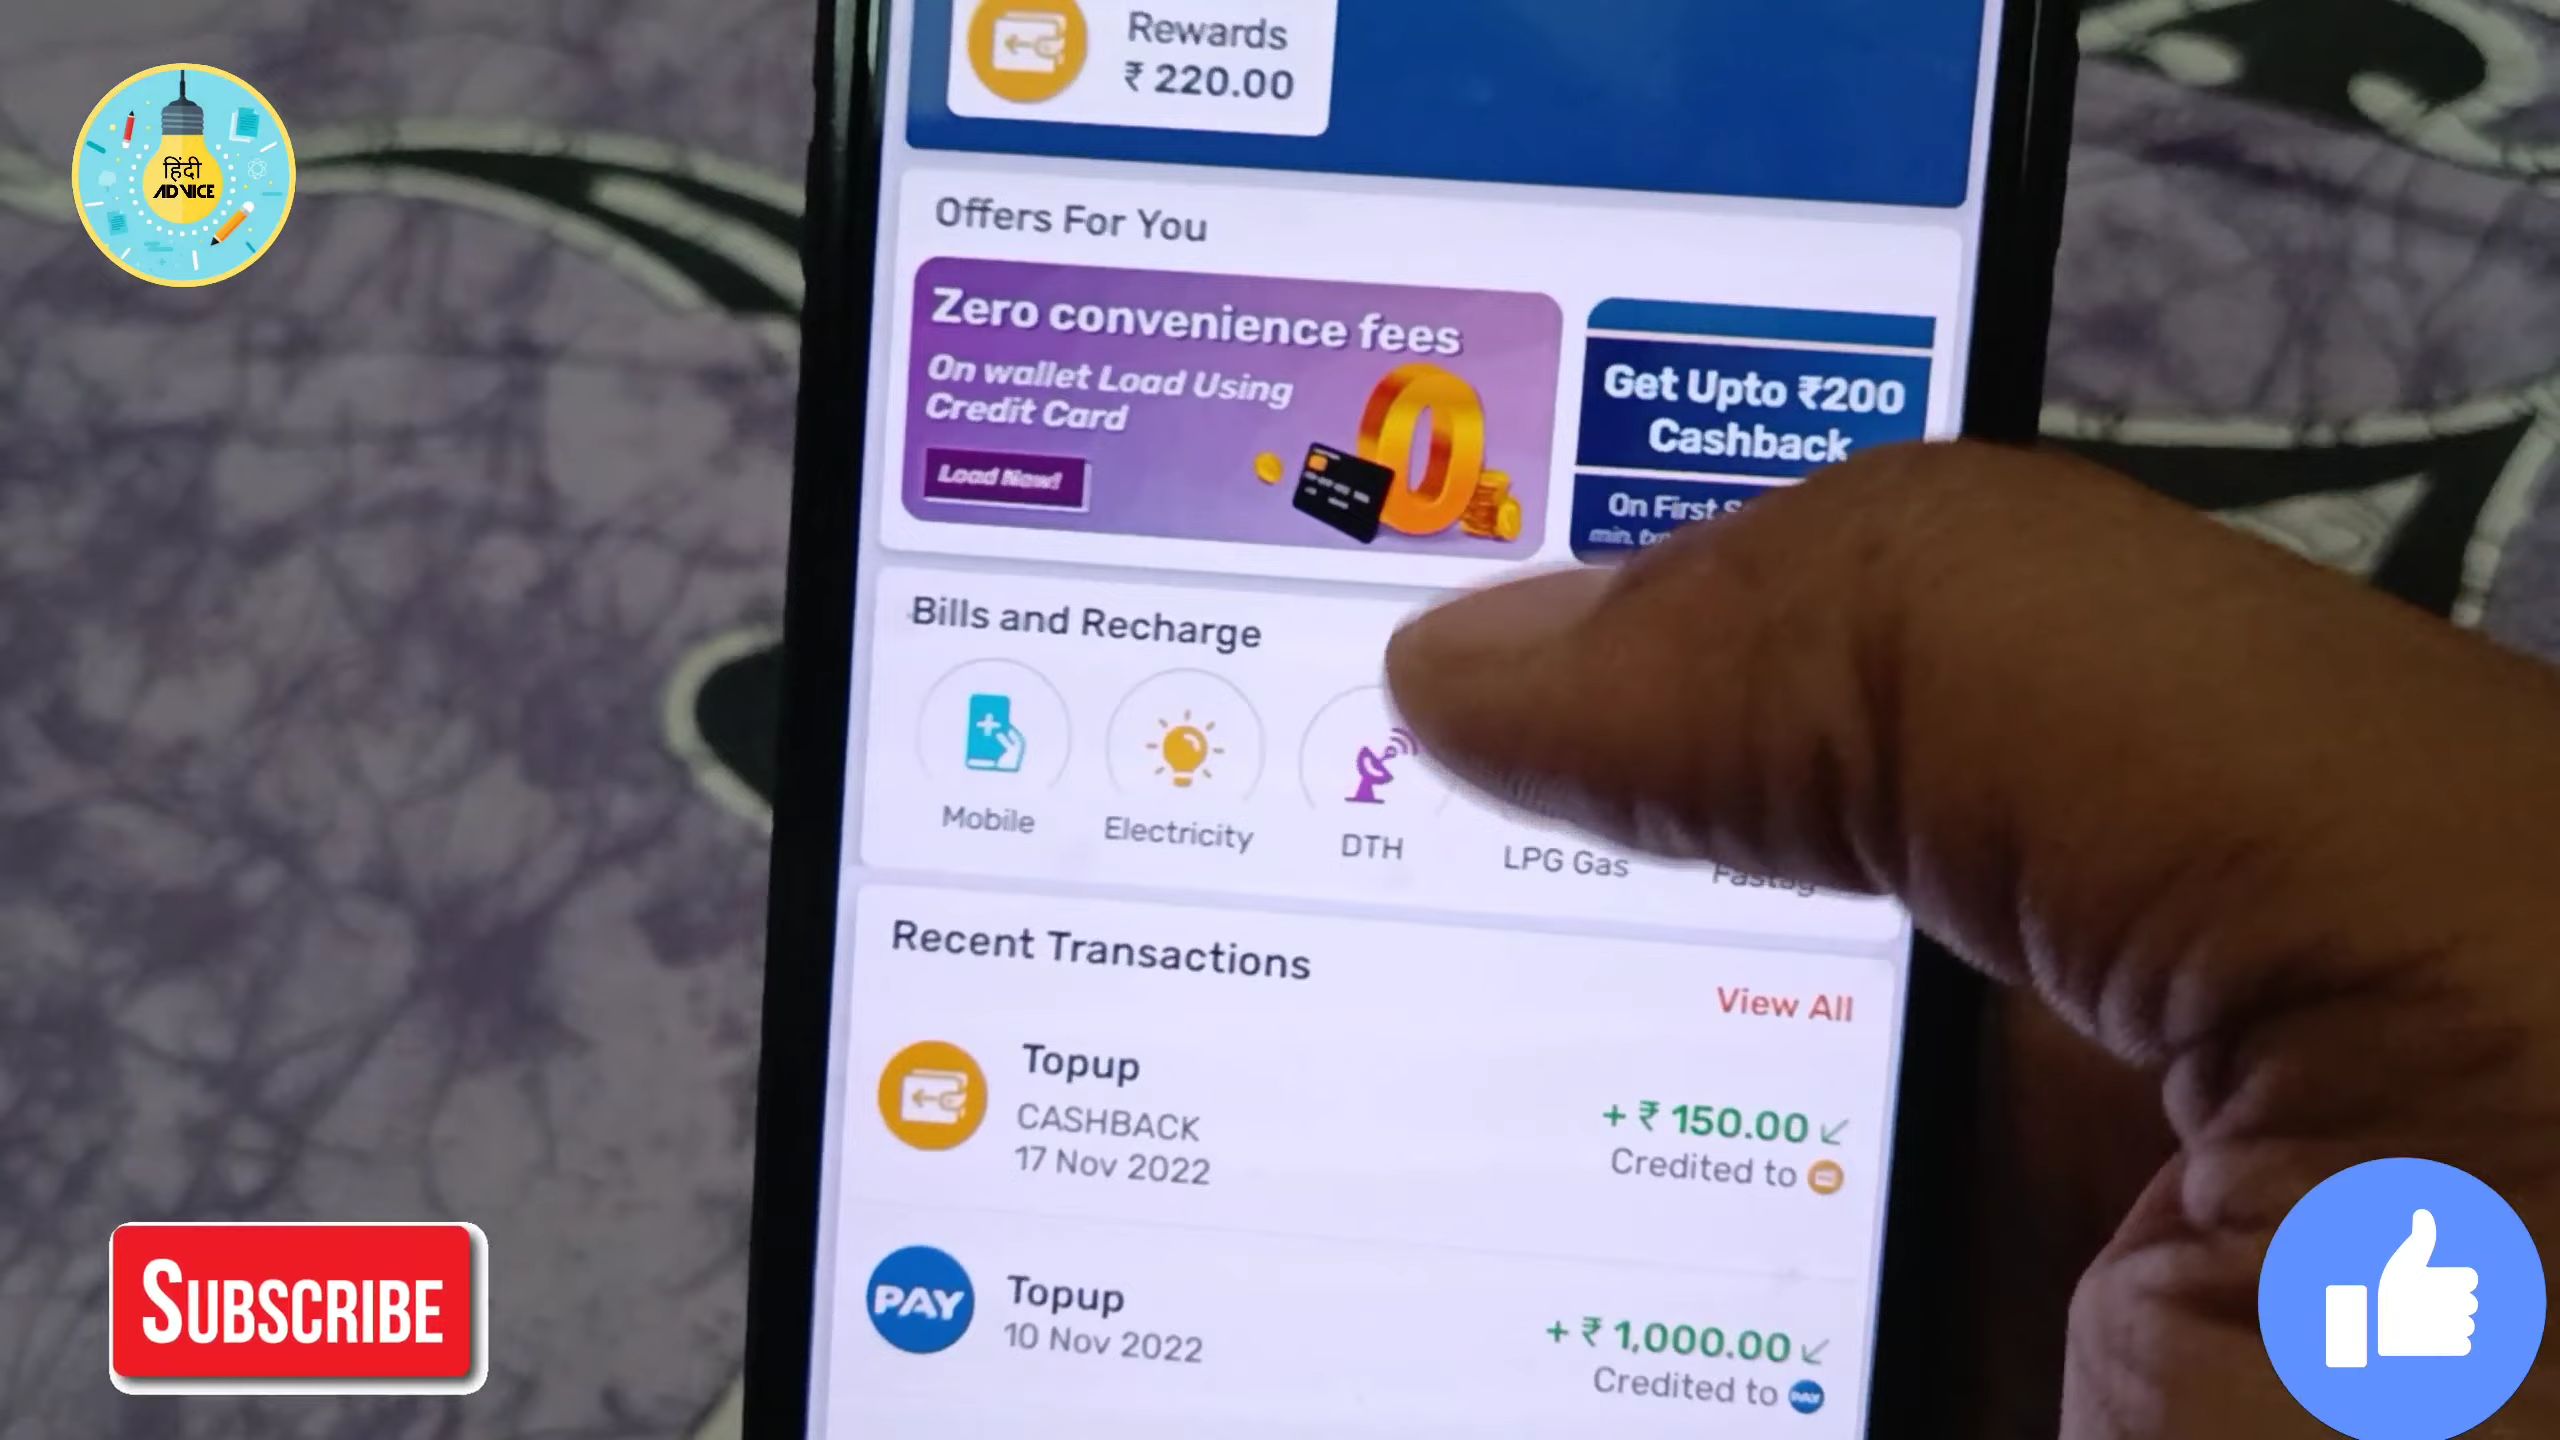 Rewards
₹ 220.00
हिंदी
ADVICE
Offers For You
Zero convenience fees
On wallet Load Using
Credit Card
Load Now!
Get Upto ₹200
Cashback
On First
min.
Bills and Recharge
Mobile
Electricity
DTH
LPG Gas
Fastag
Recent Transactions
View All
Topup
CASHBACK
17 Nov 2022
+ ₹ 150.00
Credited to
PAY
Topup
10 Nov 2022
+ ₹ 1,000.00
Credited to
PAY
SUBSCRIBE